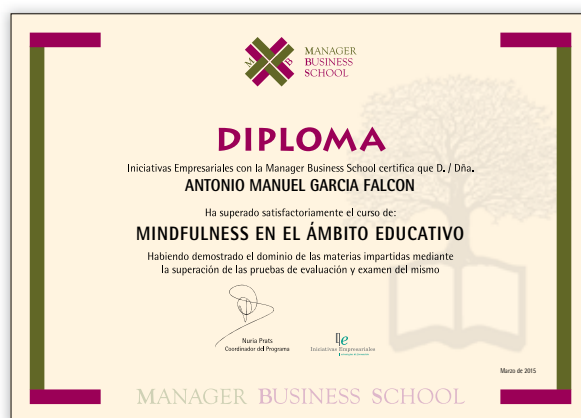 M B
MANAGER
BUSINESS
SCHOOL
DIPLOMA
Iniciativas Empresariales con la Manager Business School certifica que D. / Dña.
ANTONIO MANUEL GARCIA FALCON
Ha superado satisfactoriamente el curso de:
MINDFULNESS EN EL ÁMBITO EDUCATIVO
Habiendo demostrado el dominio de las materias impartidas mediante
la superación de las pruebas de evaluación y examen del mismo
Nuria Prats
Coordinador del Programa
Iniciativas Empresariales
Marzo de 2015
MANAGER BUSINESS SCHOOL